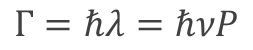 Γ = ℏλ = ℏνP